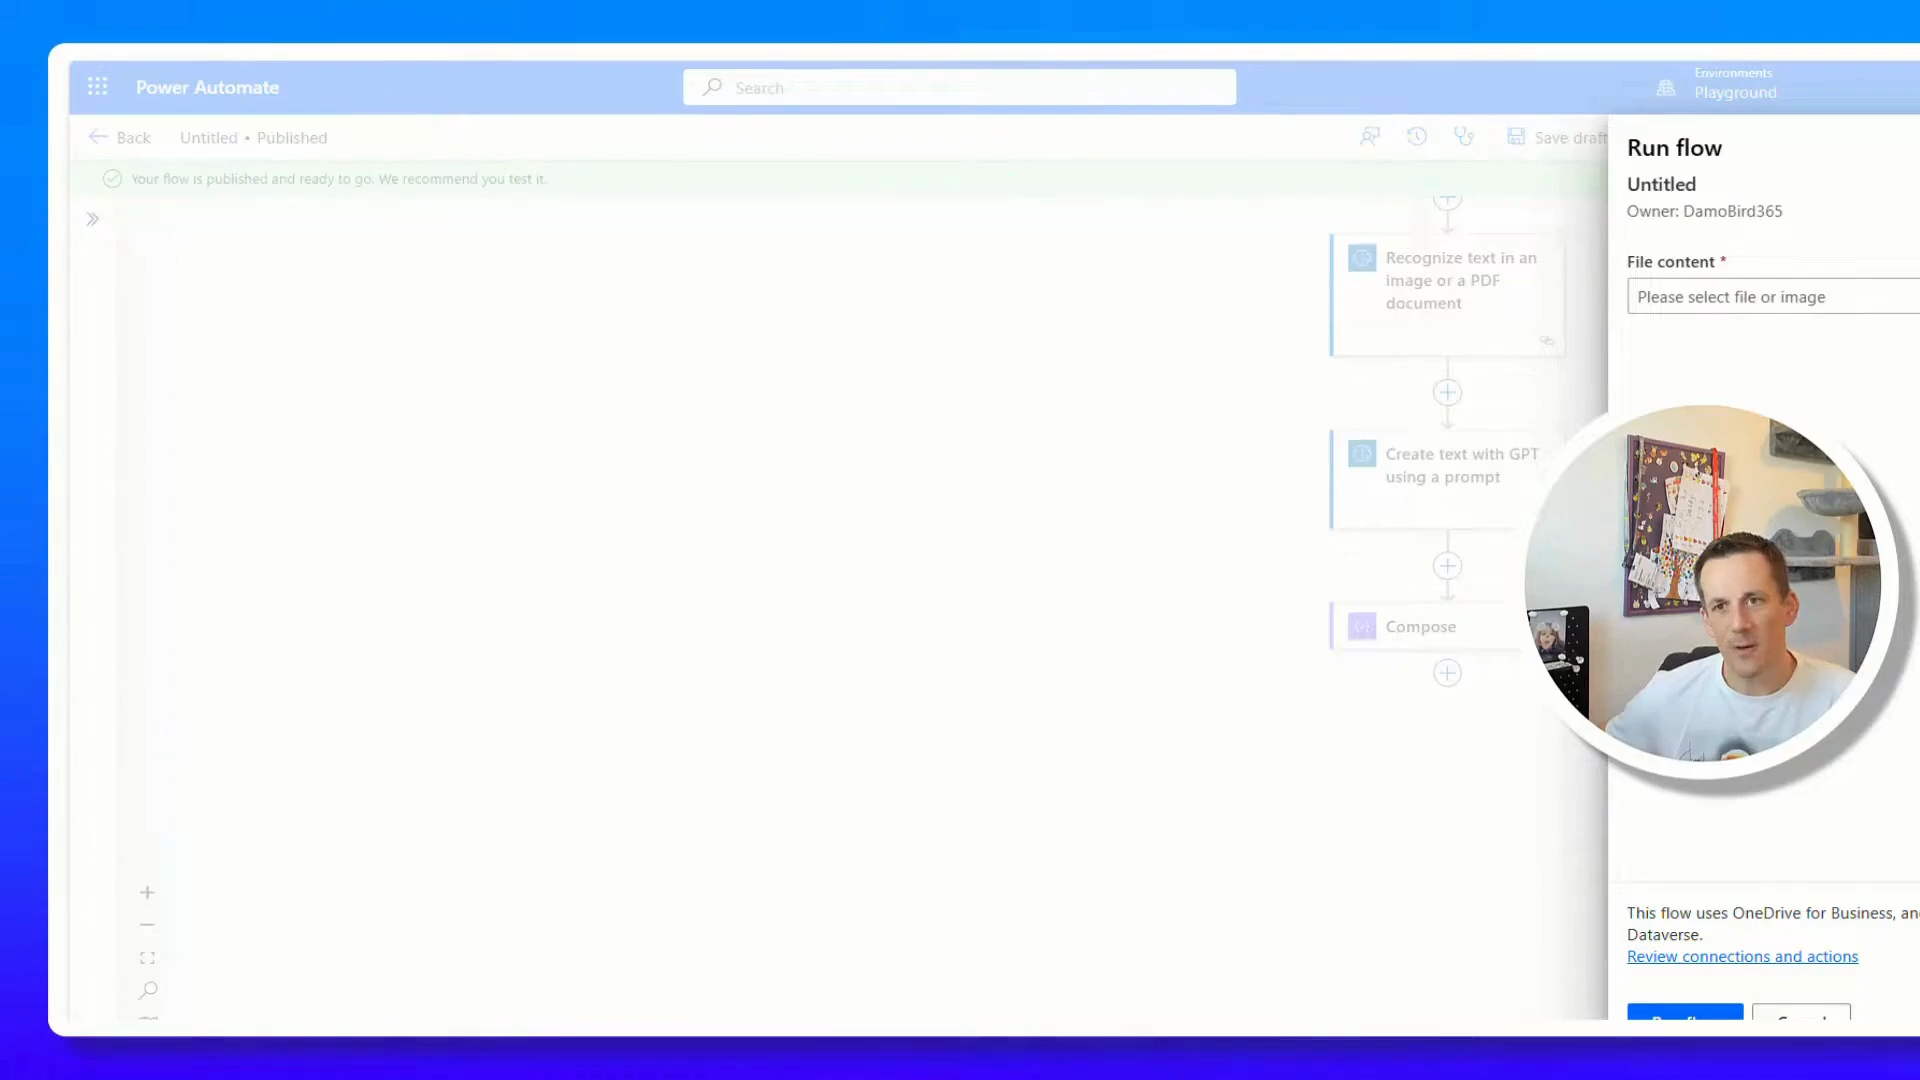 Power Automate
Search
Environments
Playground
Back
Untitled • Published
Save draft
Your flow is published and ready to go. We recommend you test it.
Recognize text in an
image or a PDF
document
Create text with GPT
using a prompt
Compose
Run flow
Untitled
Owner: DamoBird365
File content *
Please select file or image
This flow uses OneDrive for Business, and
Dataverse.
Review connections and actions